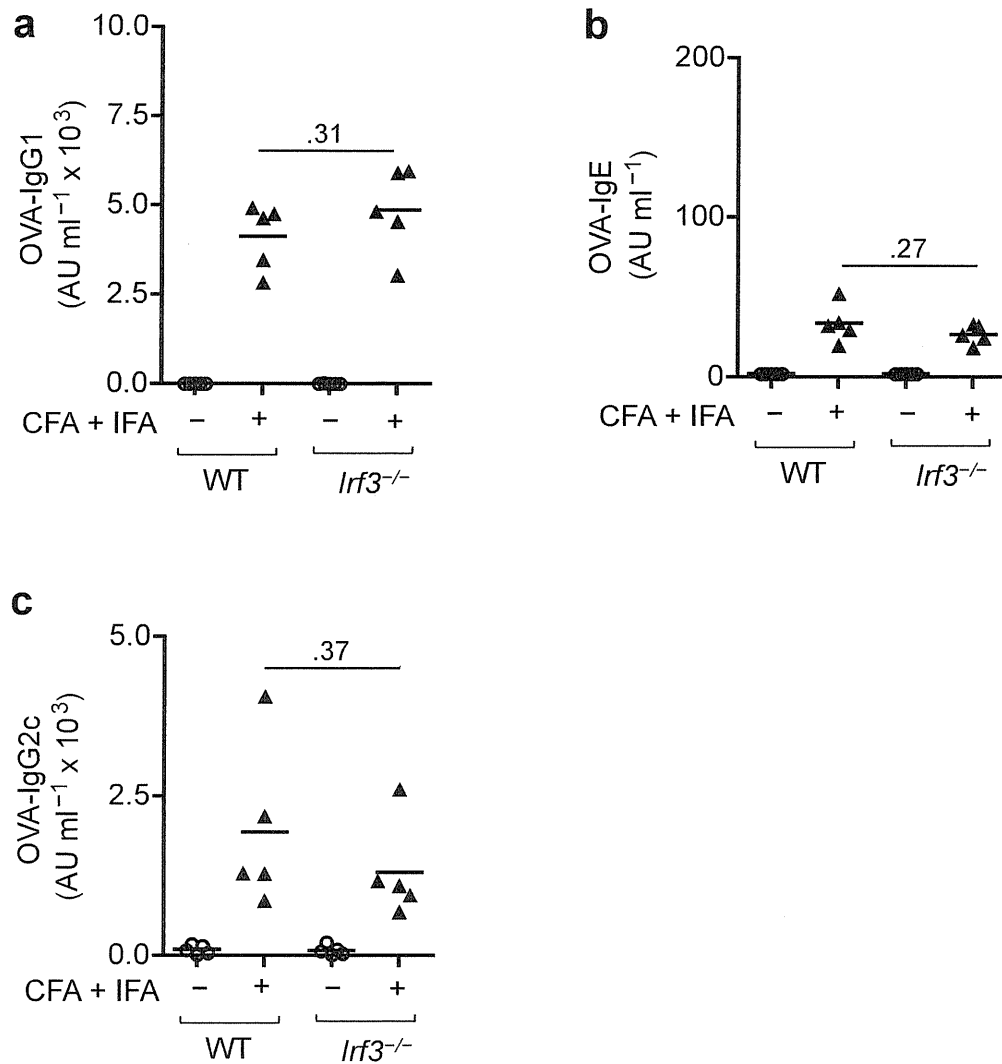 a
OVA-IgG1
(AU ml⁻¹ x 10³)
10.0
7.5
5.0
2.5
0.0
.31
CFA + IFA – + – +
WT Irf3⁻/⁻
b
OVA-IgE
(AU ml⁻¹)
200
100
0
.27
CFA + IFA – + – +
WT Irf3⁻/⁻
c
OVA-IgG2c
(AU ml⁻¹ x 10³)
5.0
2.5
0.0
.37
CFA + IFA – + – +
WT Irf3⁻/⁻